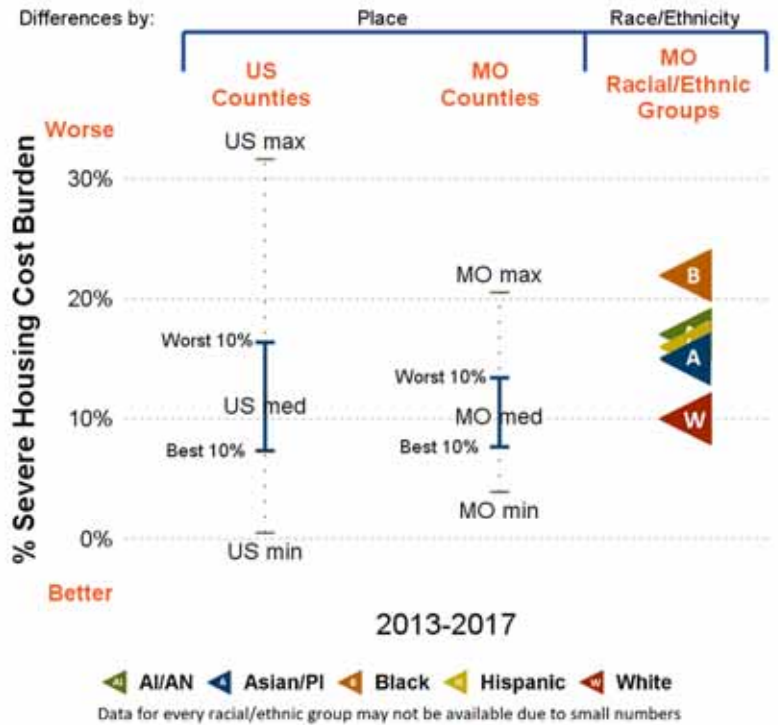 Differences by: Place Race/Ethnicity
US Counties
MO Counties
MO Racial/Ethnic Groups
% Severe Housing Cost Burden
Worse
US max
30%
B
MO max
20%
Worst 10%
A
Worst 10%
US med
MO med
W
10%
Best 10%
Best 10%
MO min
0%
US min
Better
2013-2017
AI/AN Asian/PI Black Hispanic W White
Data for every racial/ethnic group may not be available due to small numbers